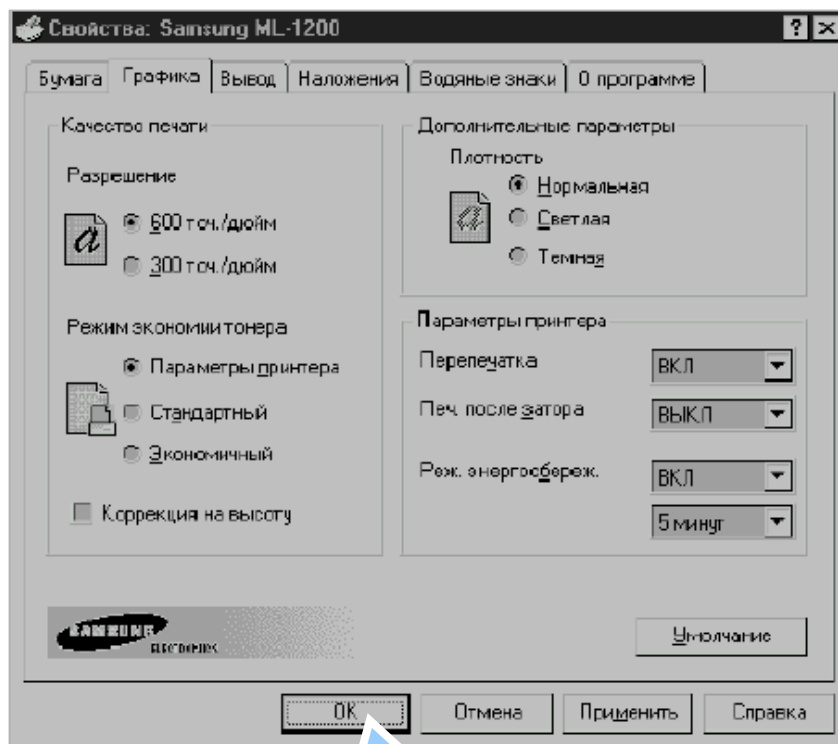 Свойства: Samsung ML-1200
Бумага Графика Вывод Наложения Водяные знаки О программе
Качество печати
Разрешение
600 точ./дюйм
300 точ./дюйм
Режим экономии тонера
Параметры принтера
Стандартный
Экономичный
Коррекция на высоту
Дополнительные параметры
Плотность
Нормальная
Светлая
Темная
Параметры принтера
Перепечатка ВКЛ
Печ. после затора ВЫКЛ
Реж. энергосбереж. ВКЛ
5 минут
SAMSUNG
ELECTRONICS
Умолчание
OK Отмена Применить Справка